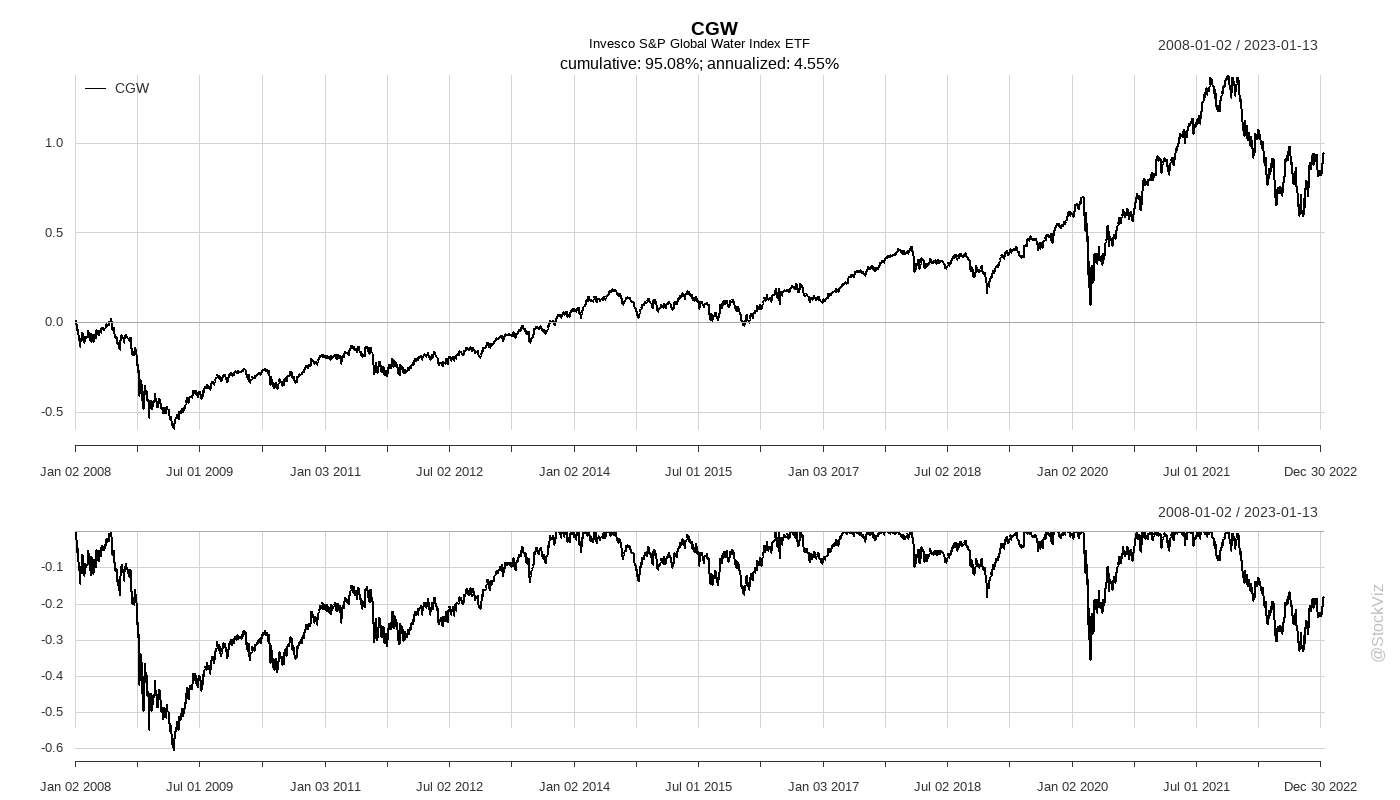 CGW
Invesco S&P Global Water Index ETF
cumulative: 95.08%; annualized: 4.55%
2008-01-02 / 2023-01-13
CGW
1.0
0.5
0.0
-0.5
Jan 02 2008 Jul 01 2009 Jan 03 2011 Jul 02 2012 Jan 02 2014 Jul 01 2015 Jan 03 2017 Jul 02 2018 Jan 02 2020 Jul 01 2021 Dec 30 2022
2008-01-02 / 2023-01-13
-0.1
-0.2
-0.3
-0.4
-0.5
-0.6
Jan 02 2008 Jul 01 2009 Jan 03 2011 Jul 02 2012 Jan 02 2014 Jul 01 2015 Jan 03 2017 Jul 02 2018 Jan 02 2020 Jul 01 2021 Dec 30 2022
@StockViz